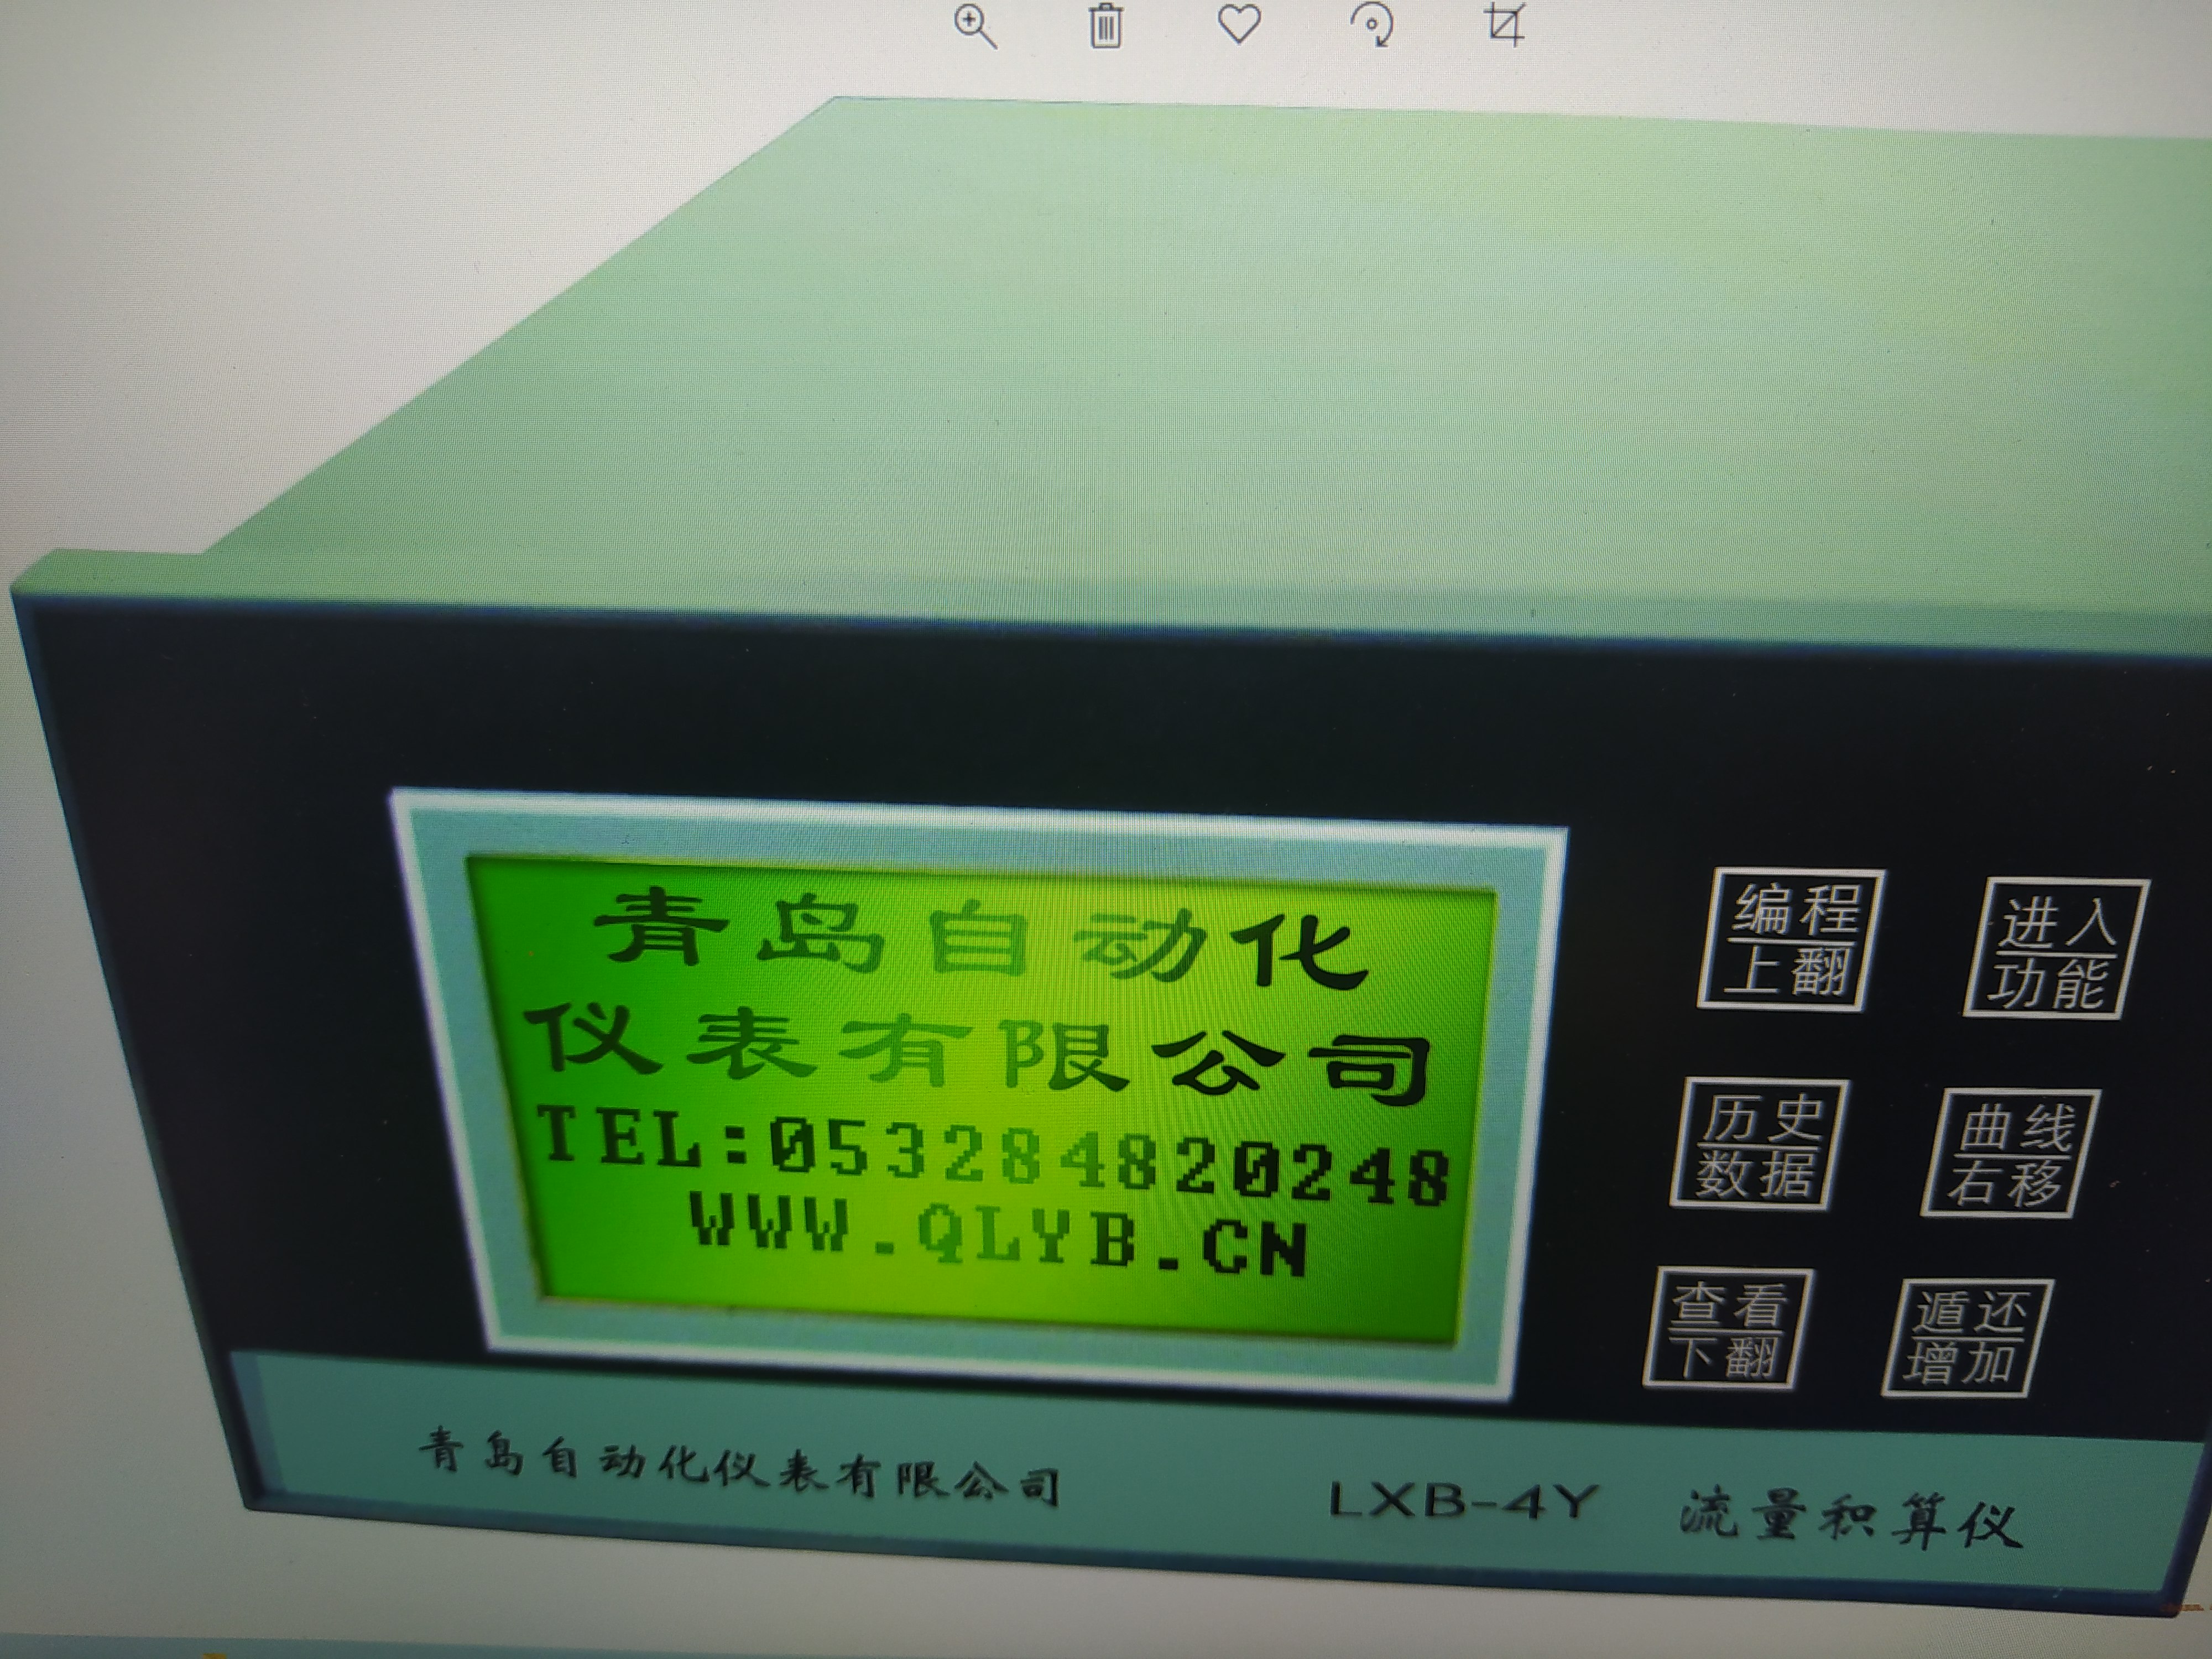 青岛自动化
仪表有限公司
TEL:053284820248
WWW.QLYB.CN
编程
上翻
进入
功能
历史
数据
曲线
右移
查看
下翻
遁还
增加
青岛自动化仪表有限公司
LXB-4Y 流量积算仪